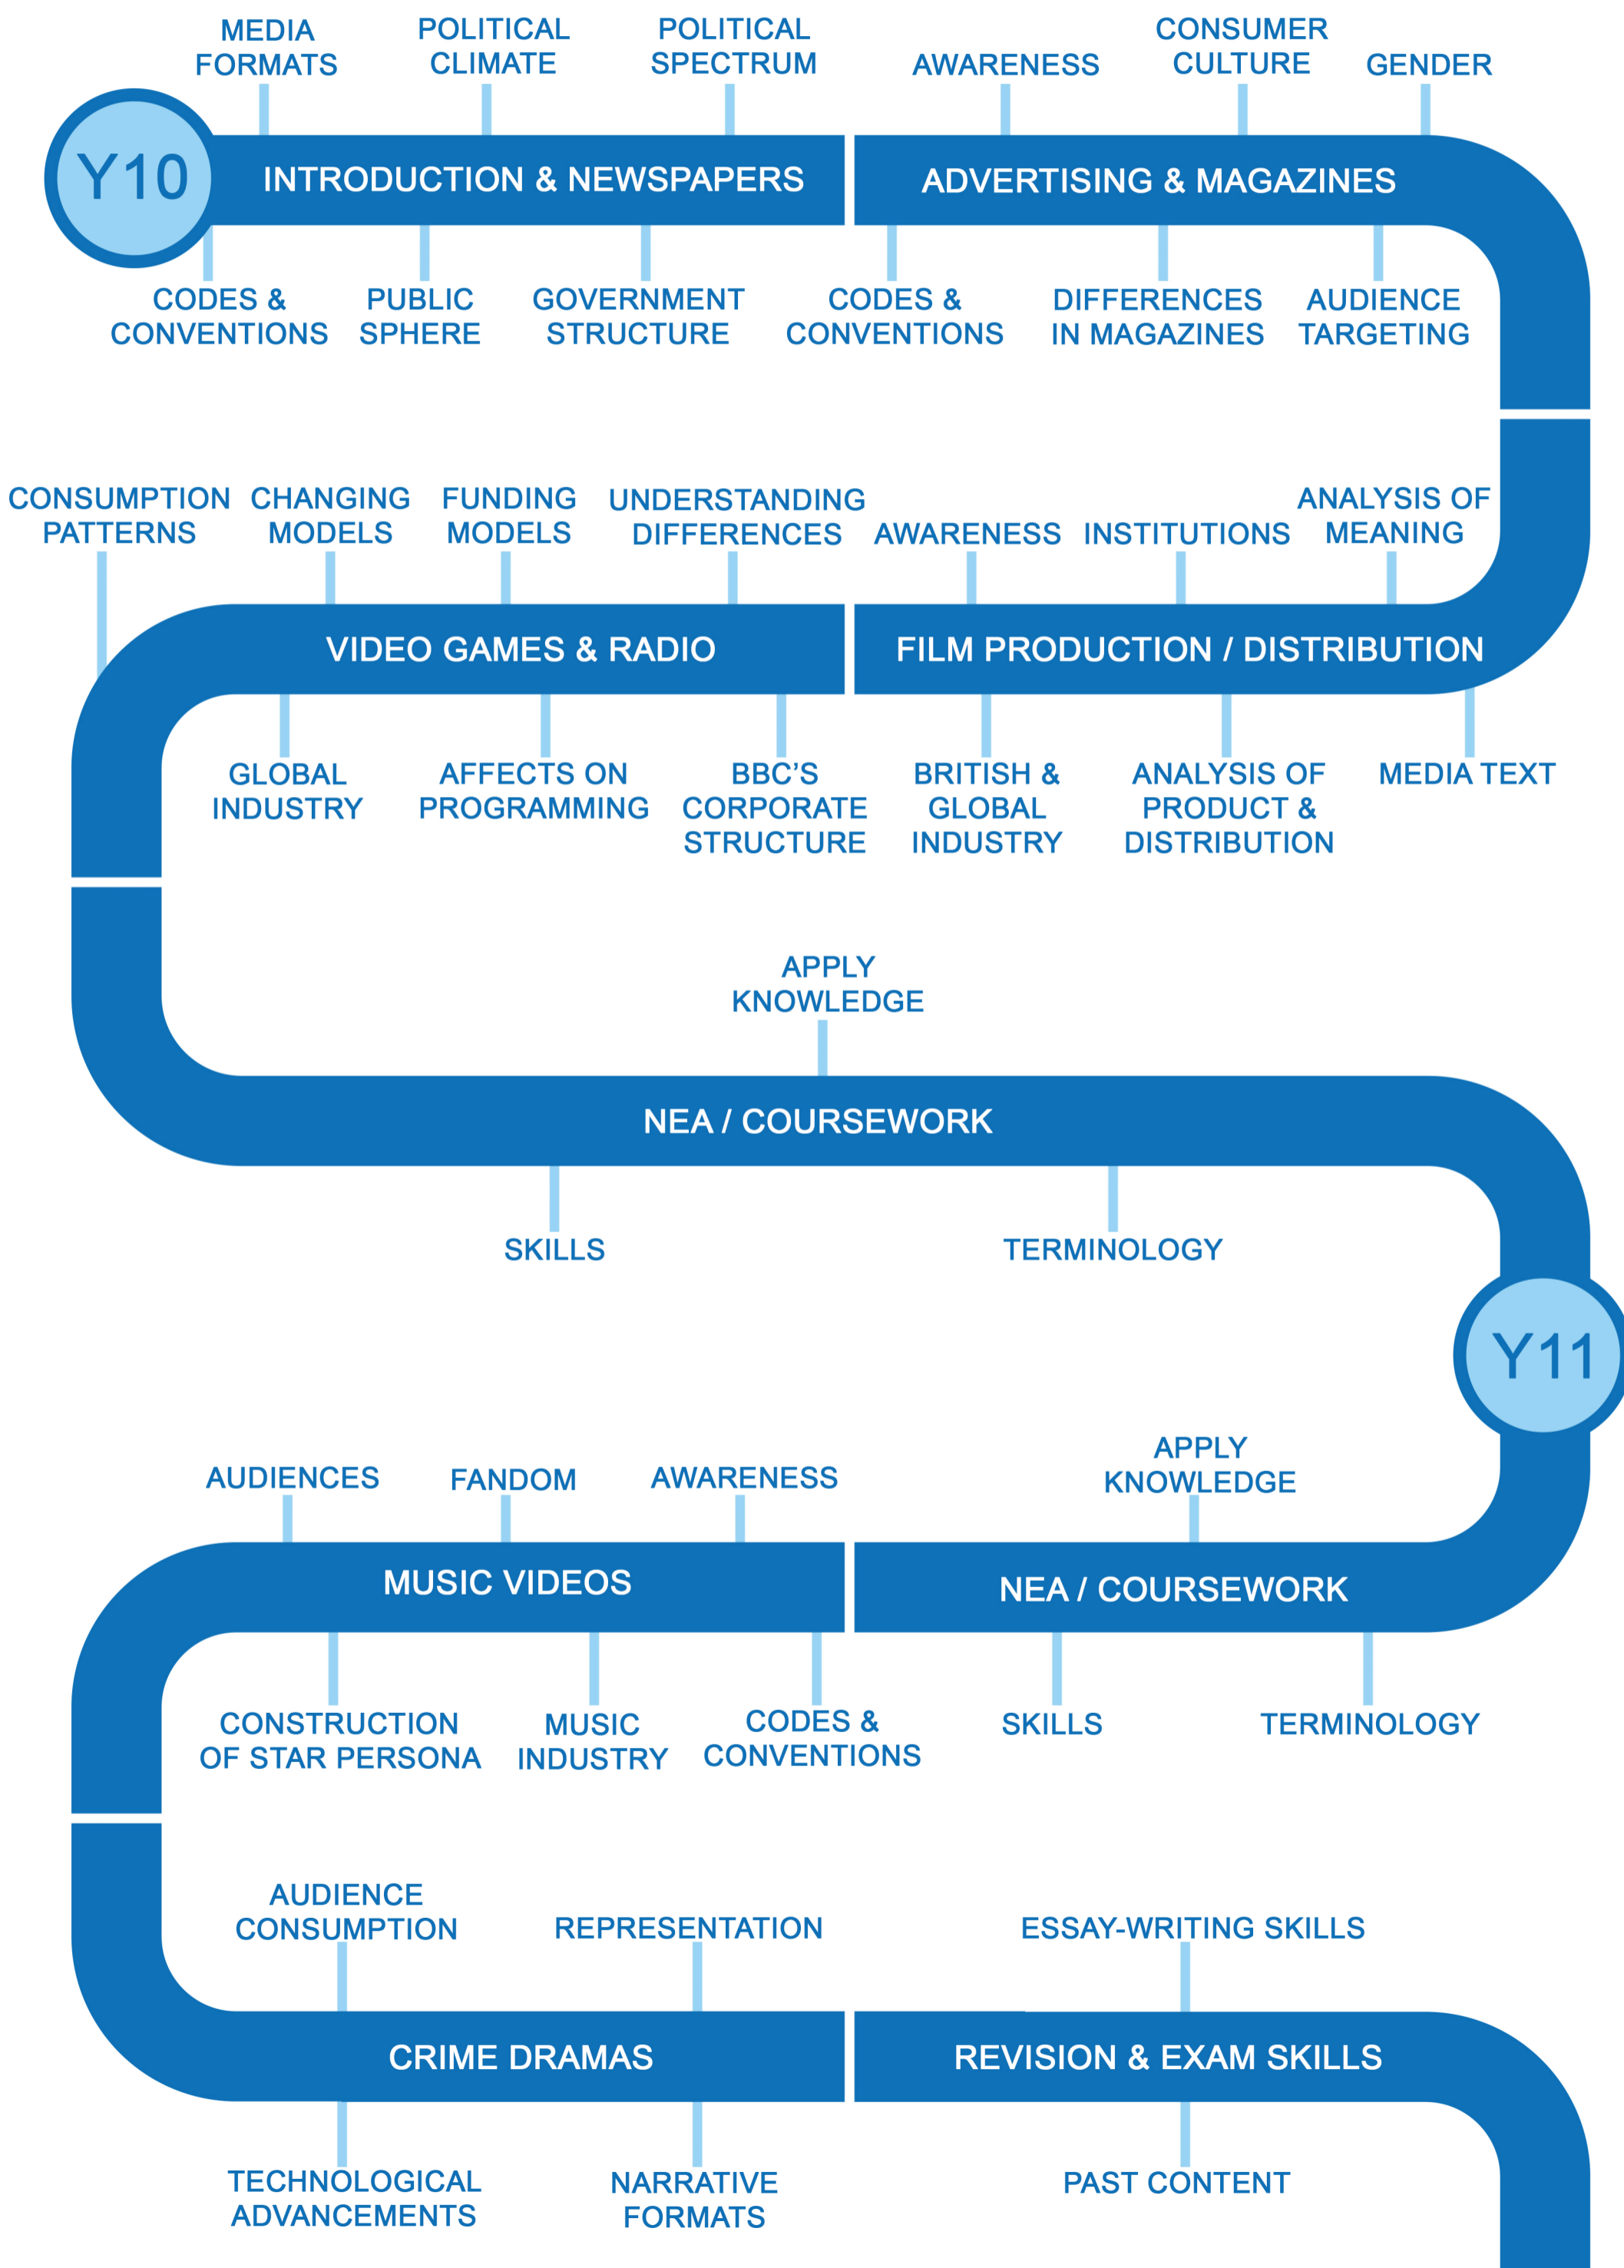 MEDIA
FORMATS
POLITICAL
CLIMATE
POLITICAL
SPECTRUM
AWARENESS
CONSUMER
CULTURE
GENDER
Y10
INTRODUCTION & NEWSPAPERS
ADVERTISING & MAGAZINES
CODES &
CONVENTIONS
PUBLIC
SPHERE
GOVERNMENT
STRUCTURE
CODES &
CONVENTIONS
DIFFERENCES
IN MAGAZINES
AUDIENCE
TARGETING
CONSUMPTION
PATTERNS
CHANGING
MODELS
FUNDING
MODELS
UNDERSTANDING
DIFFERENCES
AWARENESS
INSTITUTIONS
ANALYSIS OF
MEANING
VIDEO GAMES & RADIO
FILM PRODUCTION / DISTRIBUTION
GLOBAL
INDUSTRY
AFFECTS ON
PROGRAMMING
BBC'S
CORPORATE
STRUCTURE
BRITISH &
GLOBAL
INDUSTRY
ANALYSIS OF
PRODUCT &
DISTRIBUTION
MEDIA TEXT
APPLY
KNOWLEDGE
NEA / COURSEWORK
SKILLS
TERMINOLOGY
Y11
AUDIENCES
FANDOM
AWARENESS
APPLY
KNOWLEDGE
MUSIC VIDEOS
NEA / COURSEWORK
CONSTRUCTION
OF STAR PERSONA
MUSIC
INDUSTRY
CODES &
CONVENTIONS
SKILLS
TERMINOLOGY
AUDIENCE
CONSUMPTION
REPRESENTATION
ESSAY-WRITING SKILLS
CRIME DRAMAS
REVISION & EXAM SKILLS
TECHNOLOGICAL
ADVANCEMENTS
NARRATIVE
FORMATS
PAST CONTENT